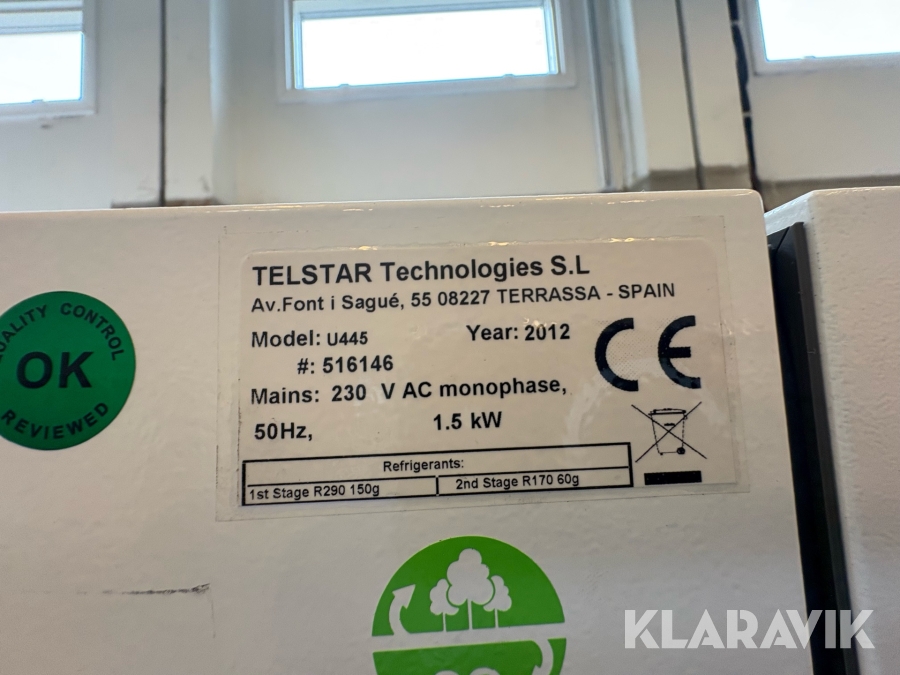 TELSTAR Technologies S.L
Av.Font i Sagué, 55 08227 TERRASSA - SPAIN
Model: U445 Year: 2012
#: 516146
Mains: 230 V AC monophase,
50Hz, 1.5 kW
CE
Refrigerants:
1st Stage R290 150g 2nd Stage R170 60g
QUALITY CONTROL
OK
REVIEWED
KLARAVIK